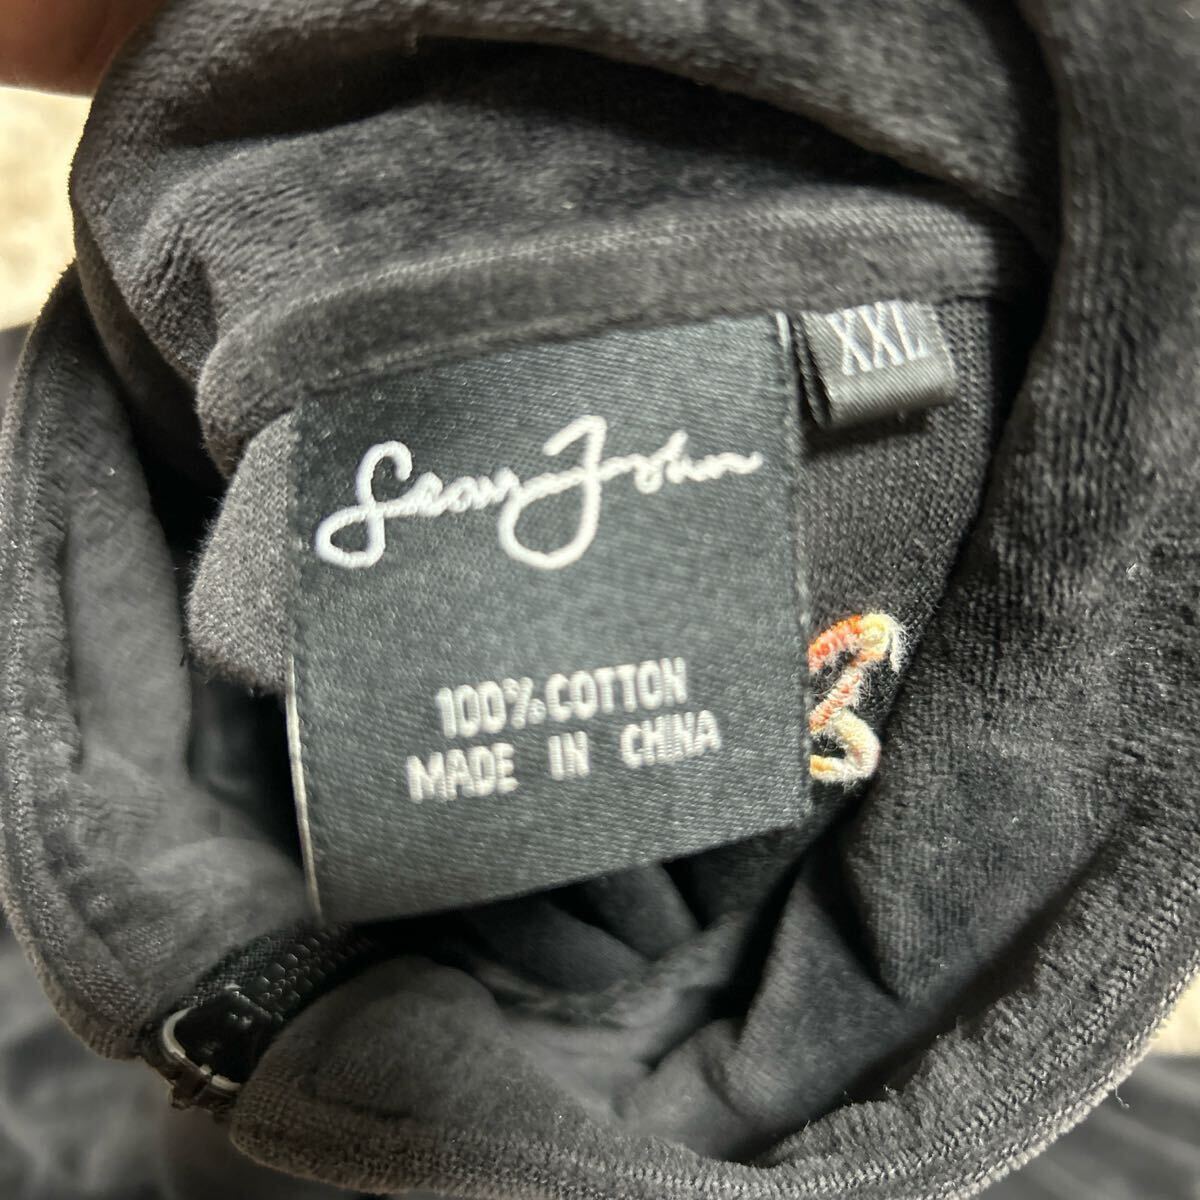 XXL
Sean John
100% COTTON
MADE IN CHINA